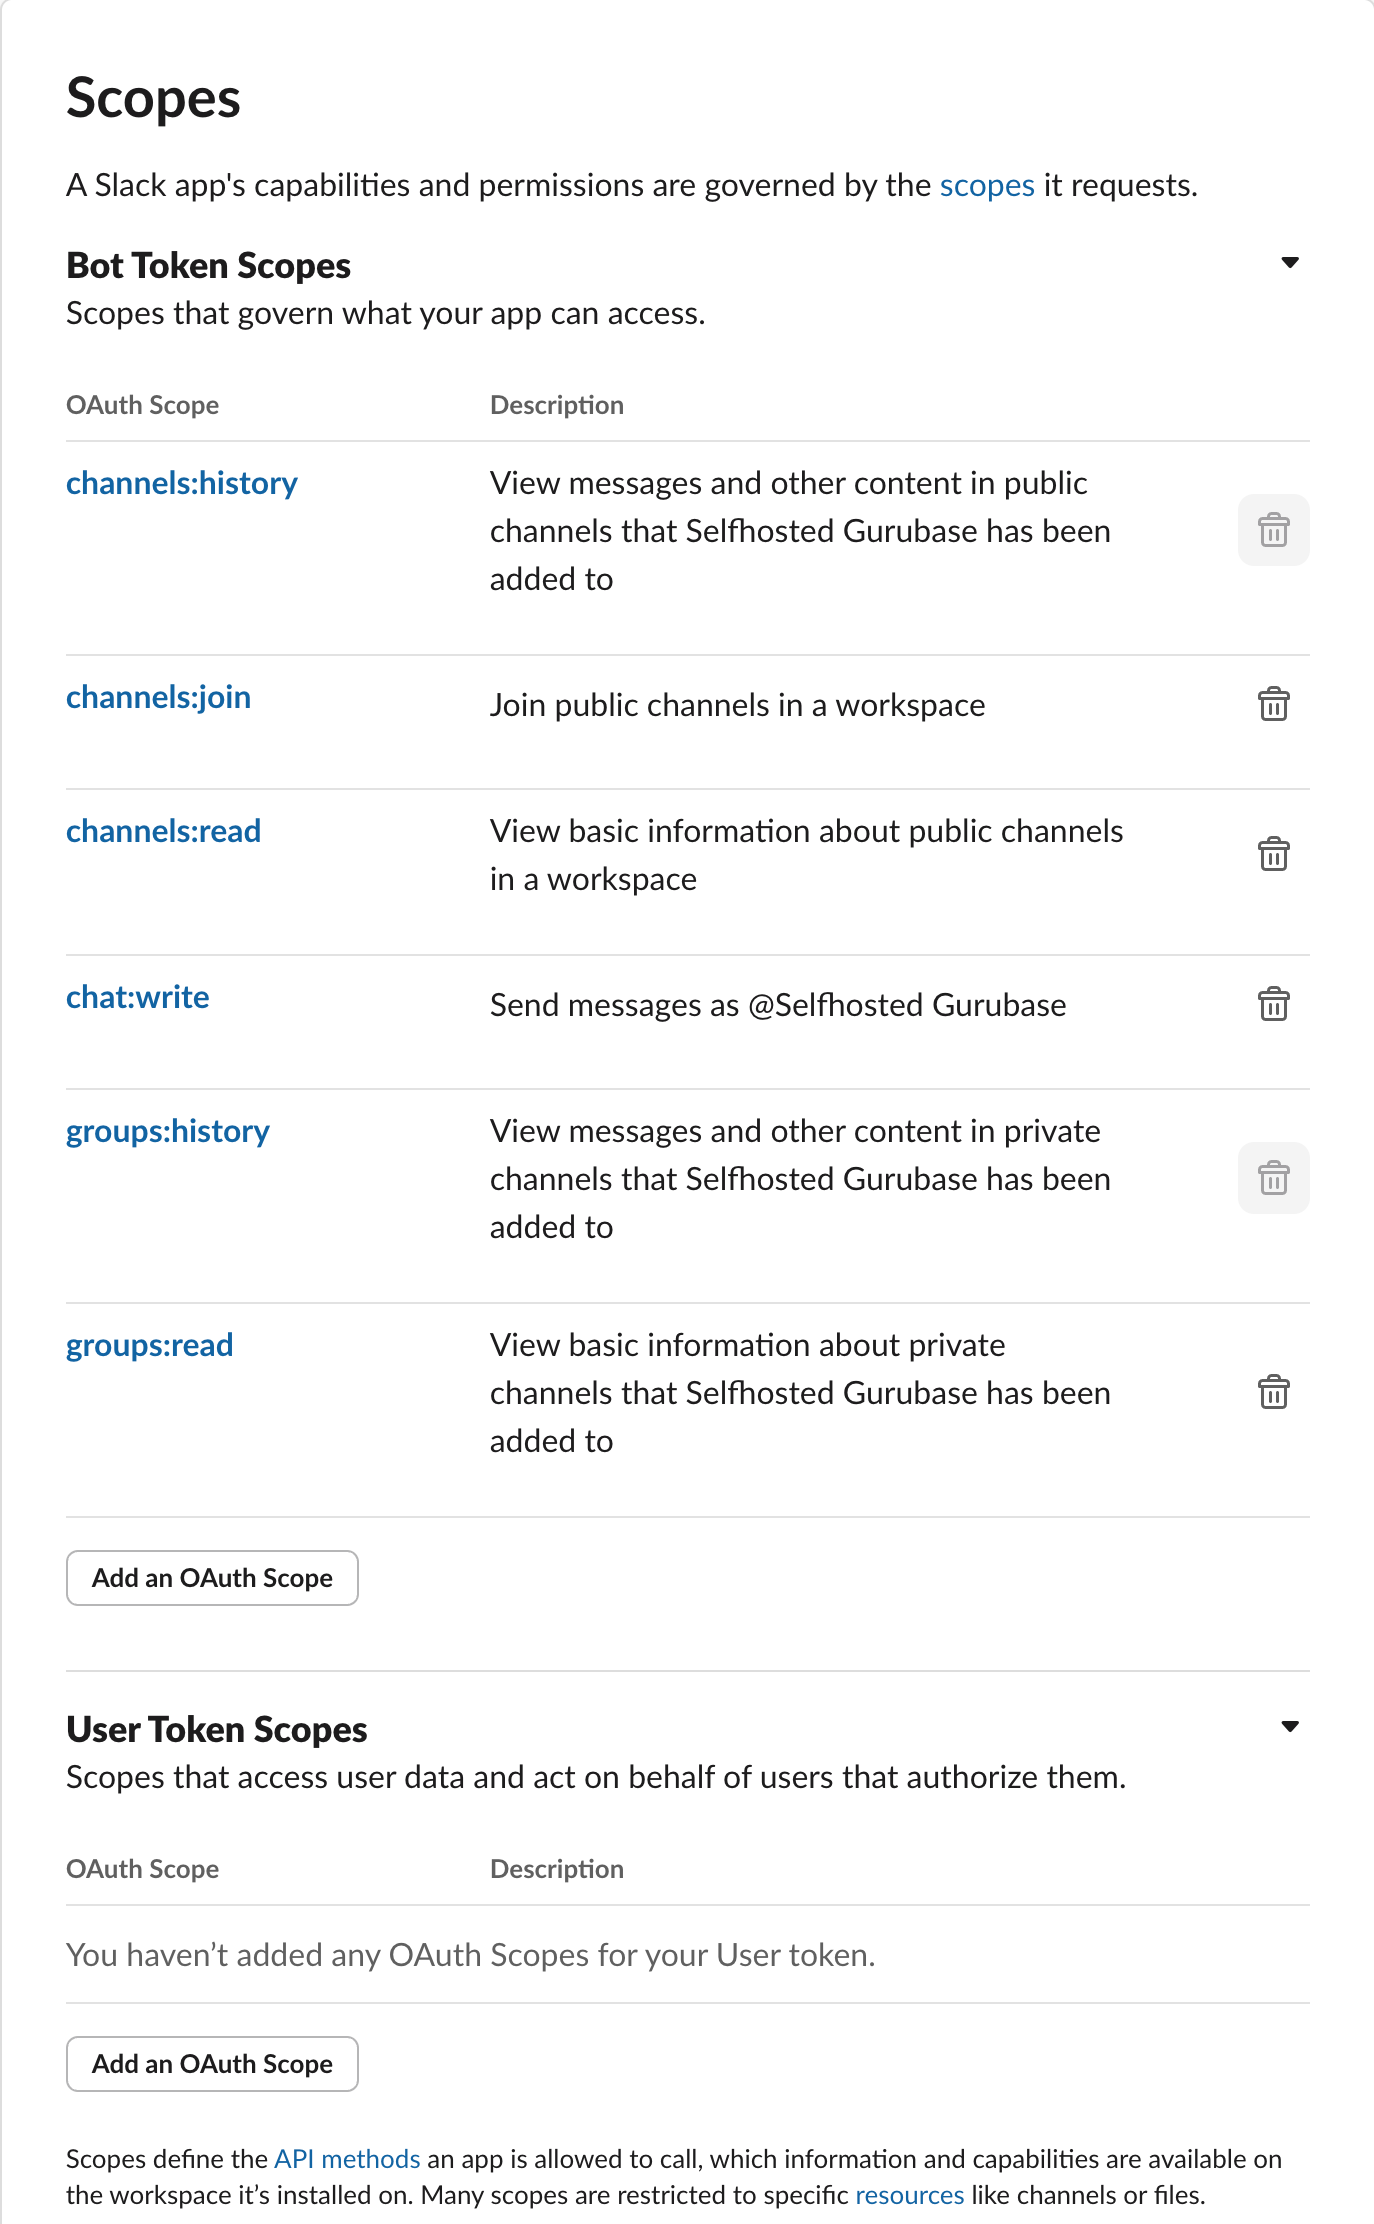 Scopes
A Slack app's capabilities and permissions are governed by the scopes it requests.
Bot Token Scopes
Scopes that govern what your app can access.
OAuth Scope Description
channels:history View messages and other content in public
channels that Selfhosted Gurubase has been
added to
channels:join Join public channels in a workspace
channels:read View basic information about public channels
in a workspace
chat:write Send messages as @Selfhosted Gurubase
groups:history View messages and other content in private
channels that Selfhosted Gurubase has been
added to
groups:read View basic information about private
channels that Selfhosted Gurubase has been
added to
Add an OAuth Scope
User Token Scopes
Scopes that access user data and act on behalf of users that authorize them.
OAuth Scope Description
You haven’t added any OAuth Scopes for your User token.
Add an OAuth Scope
Scopes define the API methods an app is allowed to call, which information and capabilities are available on
the workspace it’s installed on. Many scopes are restricted to specific resources like channels or files.